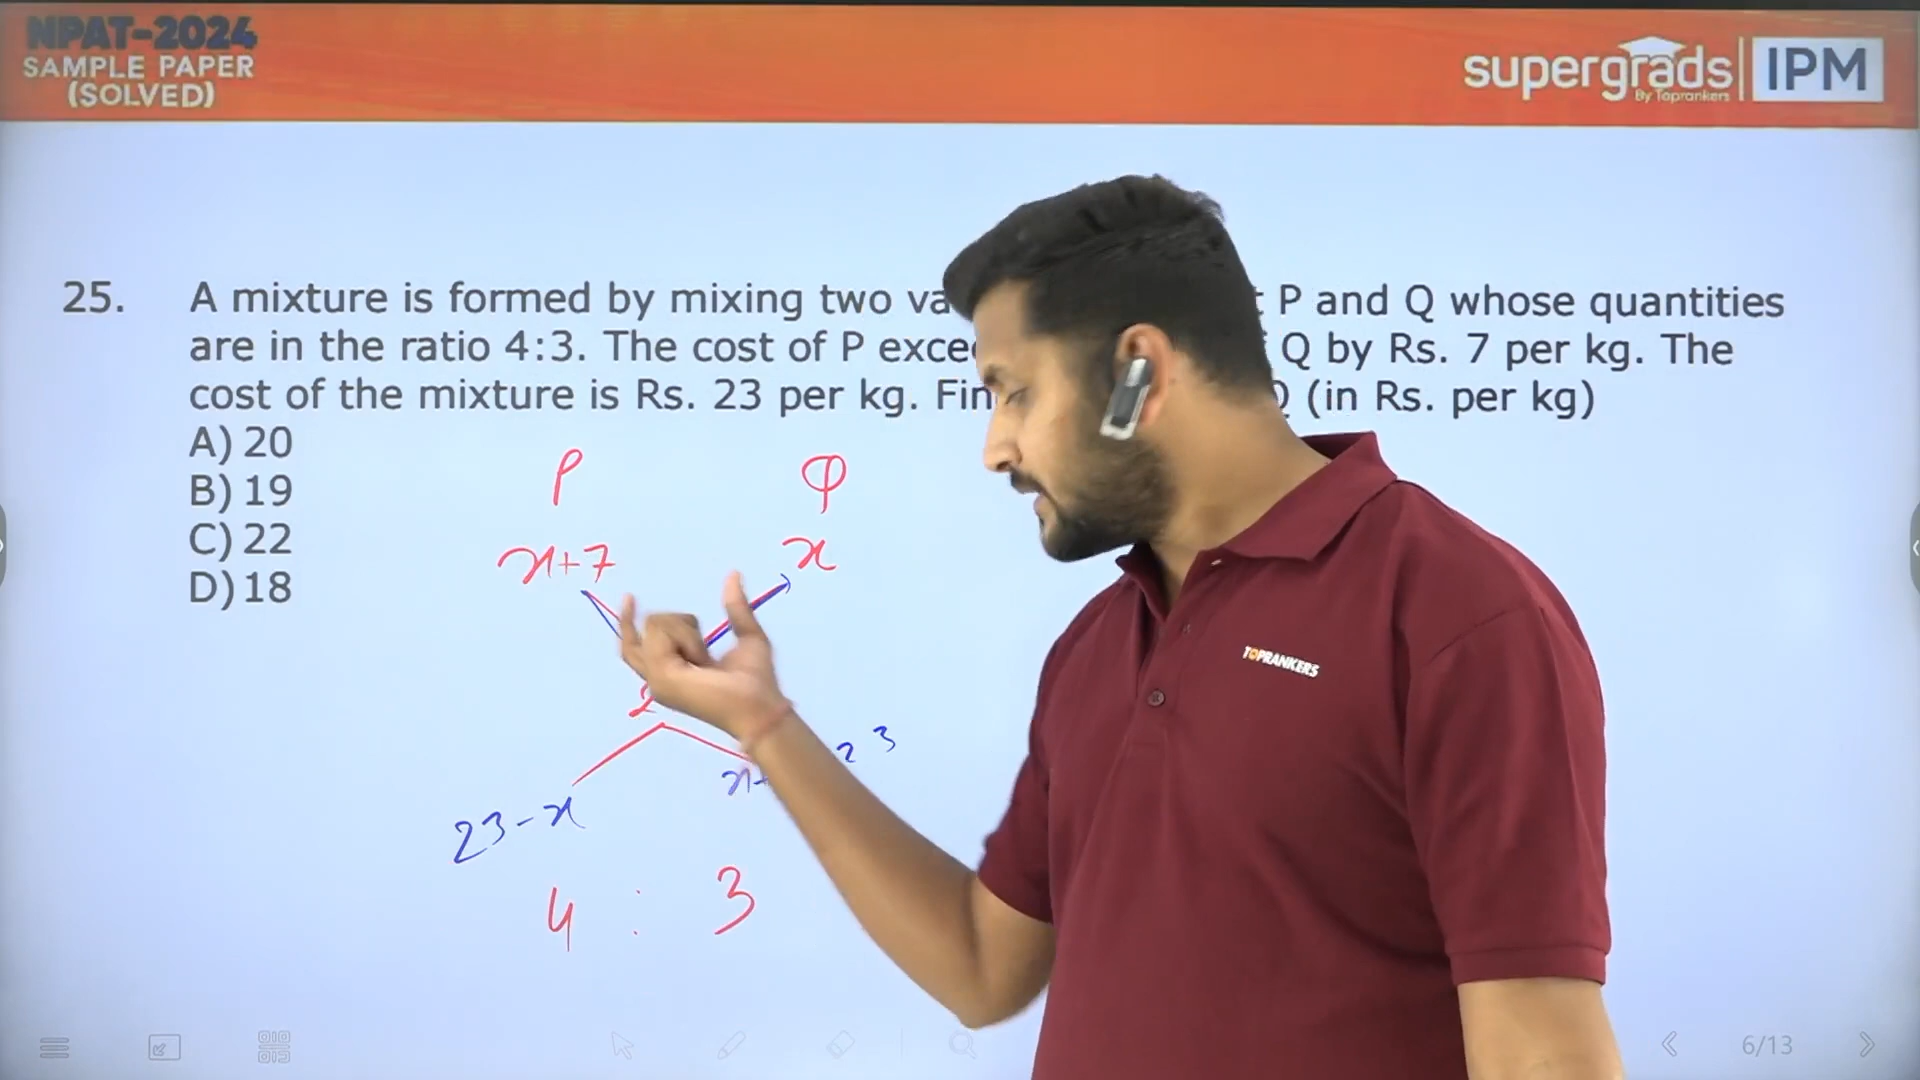 NPAT-2024
SAMPLE PAPER
(SOLVED)
supergrads
By Toprankers
IPM
25. A mixture is formed by mixing two P and Q whose quantities
are in the ratio 4:3. The cost of P Q by Rs. 7 per kg. The
cost of the mixture is Rs. 23 per kg. (in Rs. per kg)
A) 20
B) 19
C) 22
D) 18
P Q
x+7 x
23
23-x
4 : 3
TOPRANKERS
6/13